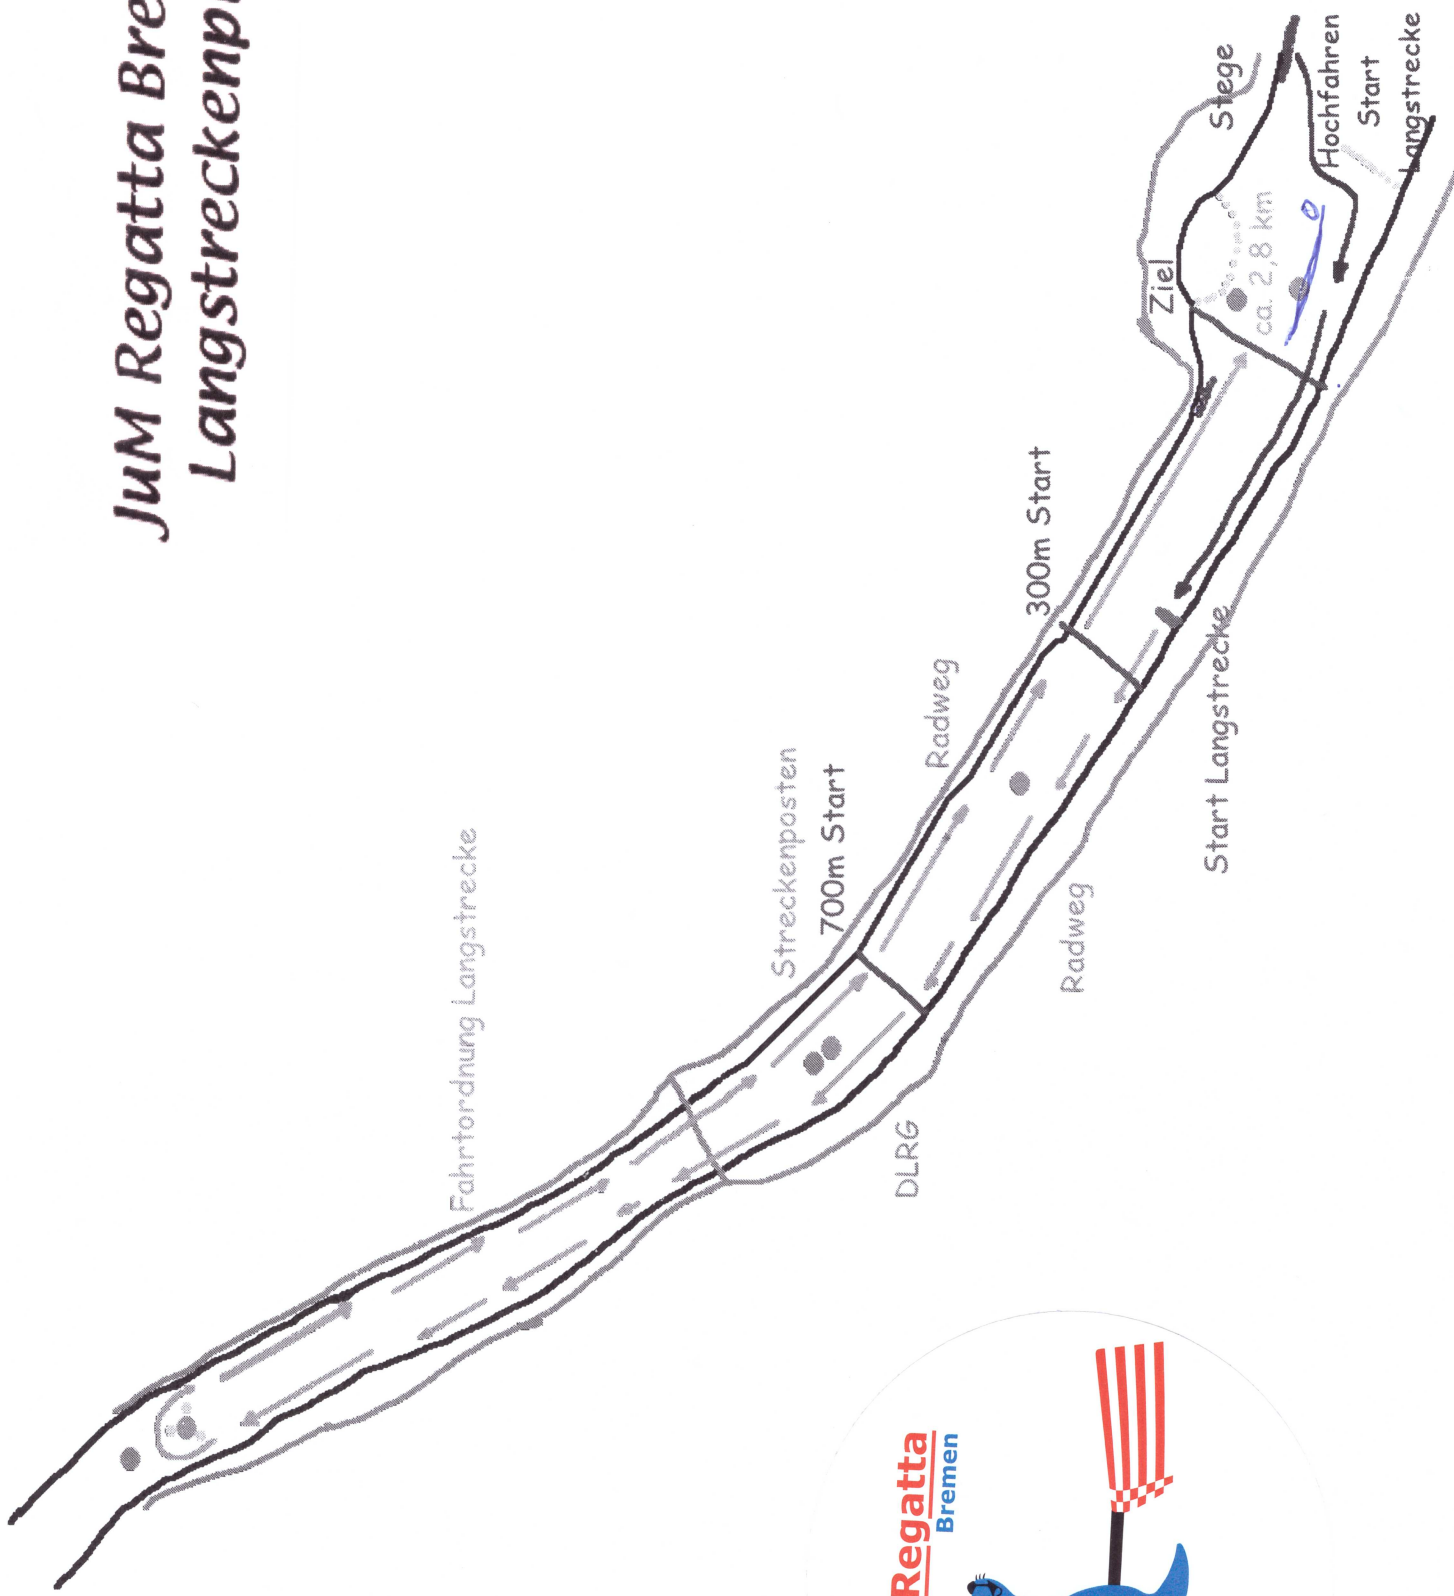 JuM Regatta Bre
Langstreckenp
Fahrtordnung Langstrecke
Streckenposten
700m Start
Radweg
300m Start
Ziel
Stege
ca. 2,8 km
Hochfahren
Start
Langstrecke
DLRG
Radweg
Start Langstrecke
Regatta
Bremen